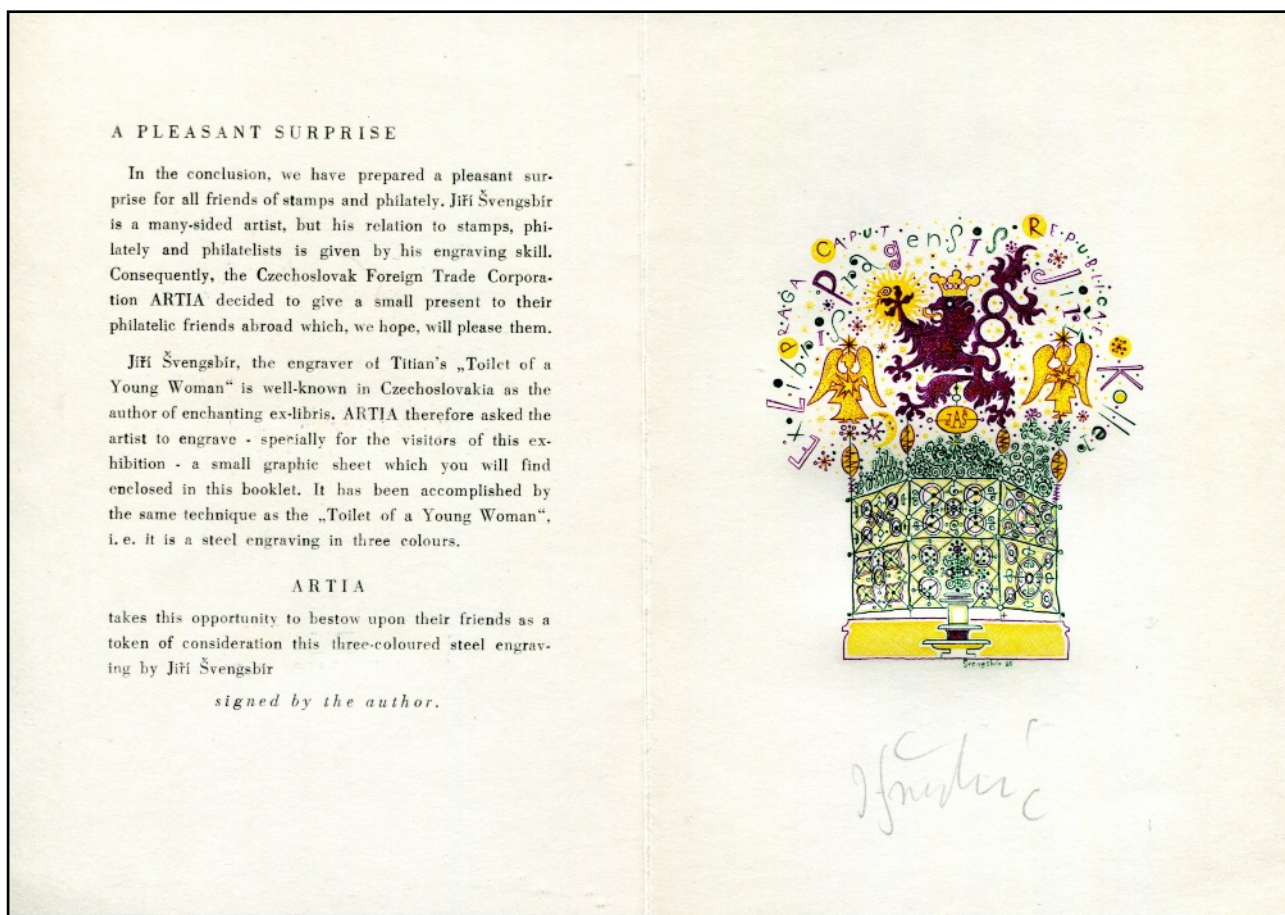 A PLEASANT SURPRISE
In the conclusion, we have prepared a pleasant sur-
prise for all friends of stamps and philately. Jiří Švengsbír
is a many-sided artist, but his relation to stamps, phi-
lately and philatelists is given by his engraving skill.
Consequently, the Czechoslovak Foreign Trade Corpora-
tion ARTIA decided to give a small present to their
philatelic friends abroad which, we hope, will please them.
Jiří Švengsbír, the engraver of Titian's „Toilet of a
Young Woman“ is well-known in Czechoslovakia as the
author of enchanting ex-libris. ARTIA therefore asked the
artist to engrave - specially for the visitors of this ex-
hibition - a small graphic sheet which you will find
enclosed in this booklet. It has been accomplished by
the same technique as the „Toilet of a Young Woman“,
i. e. it is a steel engraving in three colours.
ARTIA
takes this opportunity to bestow upon their friends as a
token of consideration this three-coloured steel engrav-
ing by Jiří Švengsbír
signed by the author.
PRAGA CAPUT REPUBLICAE
Ex Libris Pragensis Jiří Koller
Švengsbír